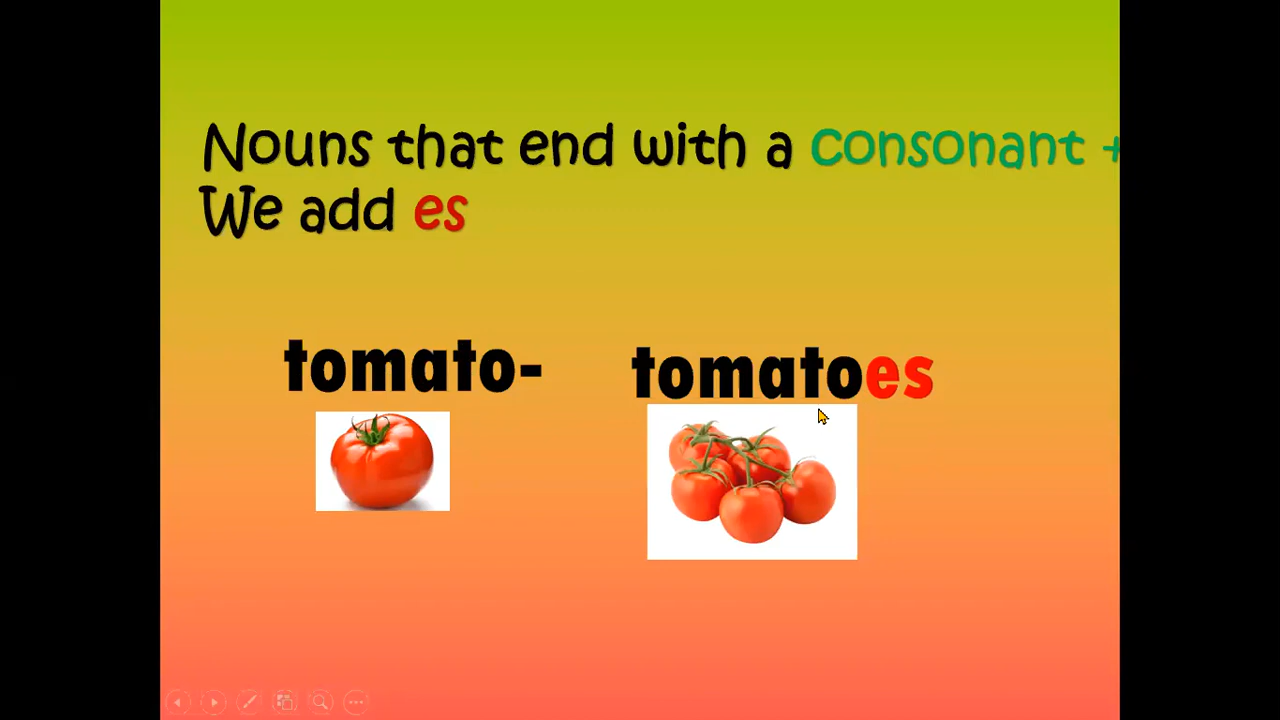 Nouns that end with a consonant +
We add es
tomato- tomatoes